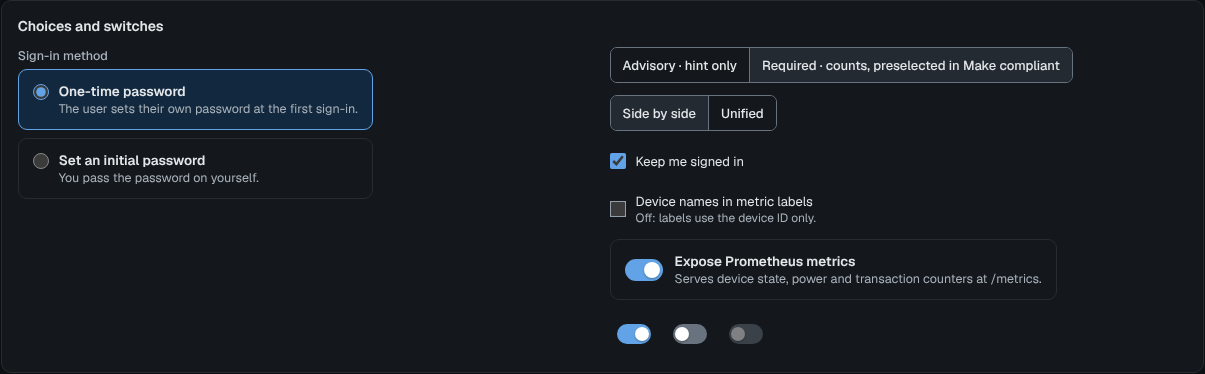 Choices and switches
Sign-in method
One-time password
The user sets their own password at the first sign-in.
Set an initial password
You pass the password on yourself.
Advisory · hint only
Required · counts, preselected in Make compliant
Side by side
Unified
Keep me signed in
Device names in metric labels
Off: labels use the device ID only.
Expose Prometheus metrics
Serves device state, power and transaction counters at /metrics.